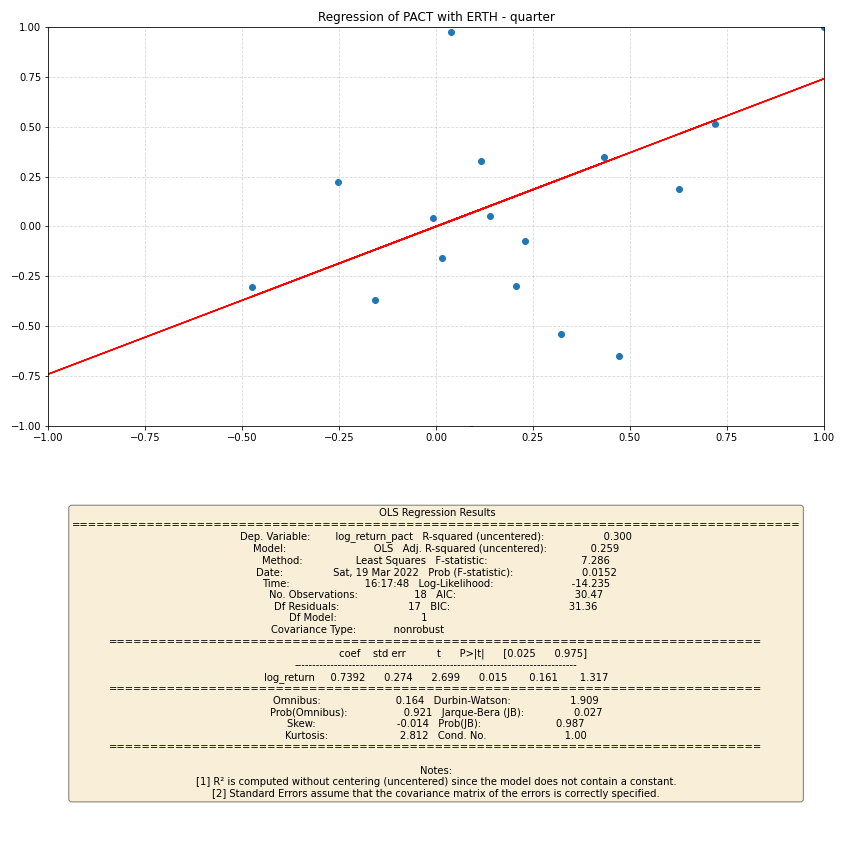 Regression of PACT with ERTH - quarter
1.00
0.75
0.50
0.25
0.00
−0.25
−0.50
−0.75
−1.00
−1.00 −0.75 −0.50 −0.25 0.00 0.25 0.50 0.75 1.00
OLS Regression Results
==============================================================================
Dep. Variable: log_return_pact R-squared (uncentered): 0.300
Model: OLS Adj. R-squared (uncentered): 0.259
Method: Least Squares F-statistic: 7.286
Date: Sat, 19 Mar 2022 Prob (F-statistic): 0.0152
Time: 16:17:48 Log-Likelihood: -14.235
No. Observations: 18 AIC: 30.47
Df Residuals: 17 BIC: 31.36
Df Model: 1
Covariance Type: nonrobust
==============================================================================
coef std err t P>|t| [0.025 0.975]
------------------------------------------------------------------------------
log_return 0.7392 0.274 2.699 0.015 0.161 1.317
==============================================================================
Omnibus: 0.164 Durbin-Watson: 1.909
Prob(Omnibus): 0.921 Jarque-Bera (JB): 0.027
Skew: -0.014 Prob(JB): 0.987
Kurtosis: 2.812 Cond. No. 1.00
==============================================================================
Notes:
[1] R² is computed without centering (uncentered) since the model does not contain a constant.
[2] Standard Errors assume that the covariance matrix of the errors is correctly specified.